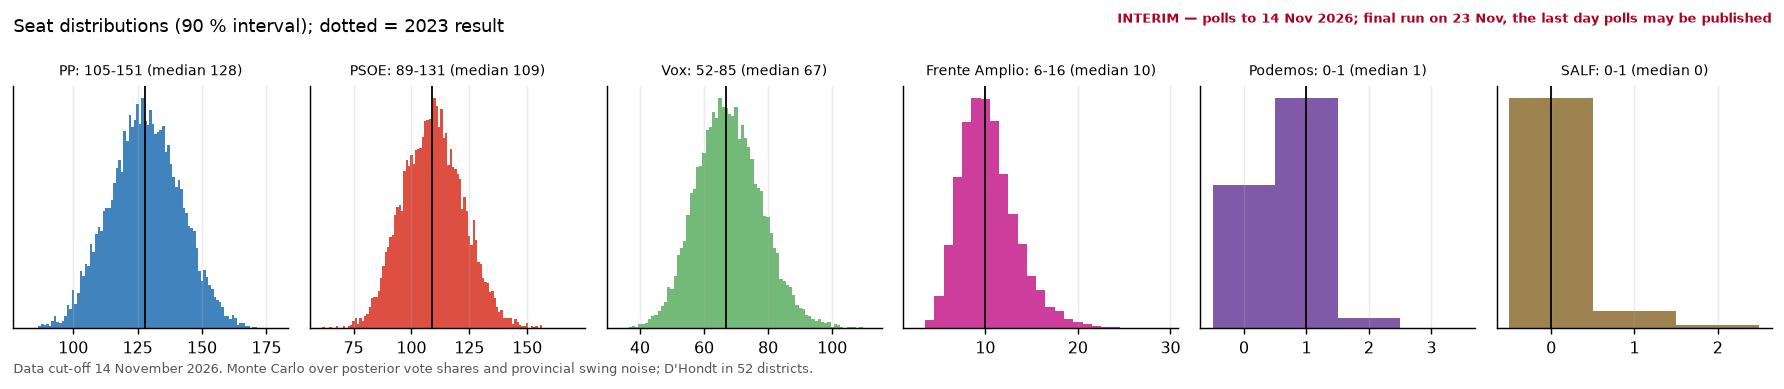 Seat distributions (90 % interval); dotted = 2023 result
INTERIM — polls to 14 Nov 2026; final run on 23 Nov, the last day polls may be published
PP: 105-151 (median 128)
PSOE: 89-131 (median 109)
Vox: 52-85 (median 67)
Frente Amplio: 6-16 (median 10)
Podemos: 0-1 (median 1)
SALF: 0-1 (median 0)
100 125 150 175
75 100 125 150
40 60 80 100
10 20 30
0 1 2 3
0 1 2
Data cut-off 14 November 2026. Monte Carlo over posterior vote shares and provincial swing noise; D'Hondt in 52 districts.